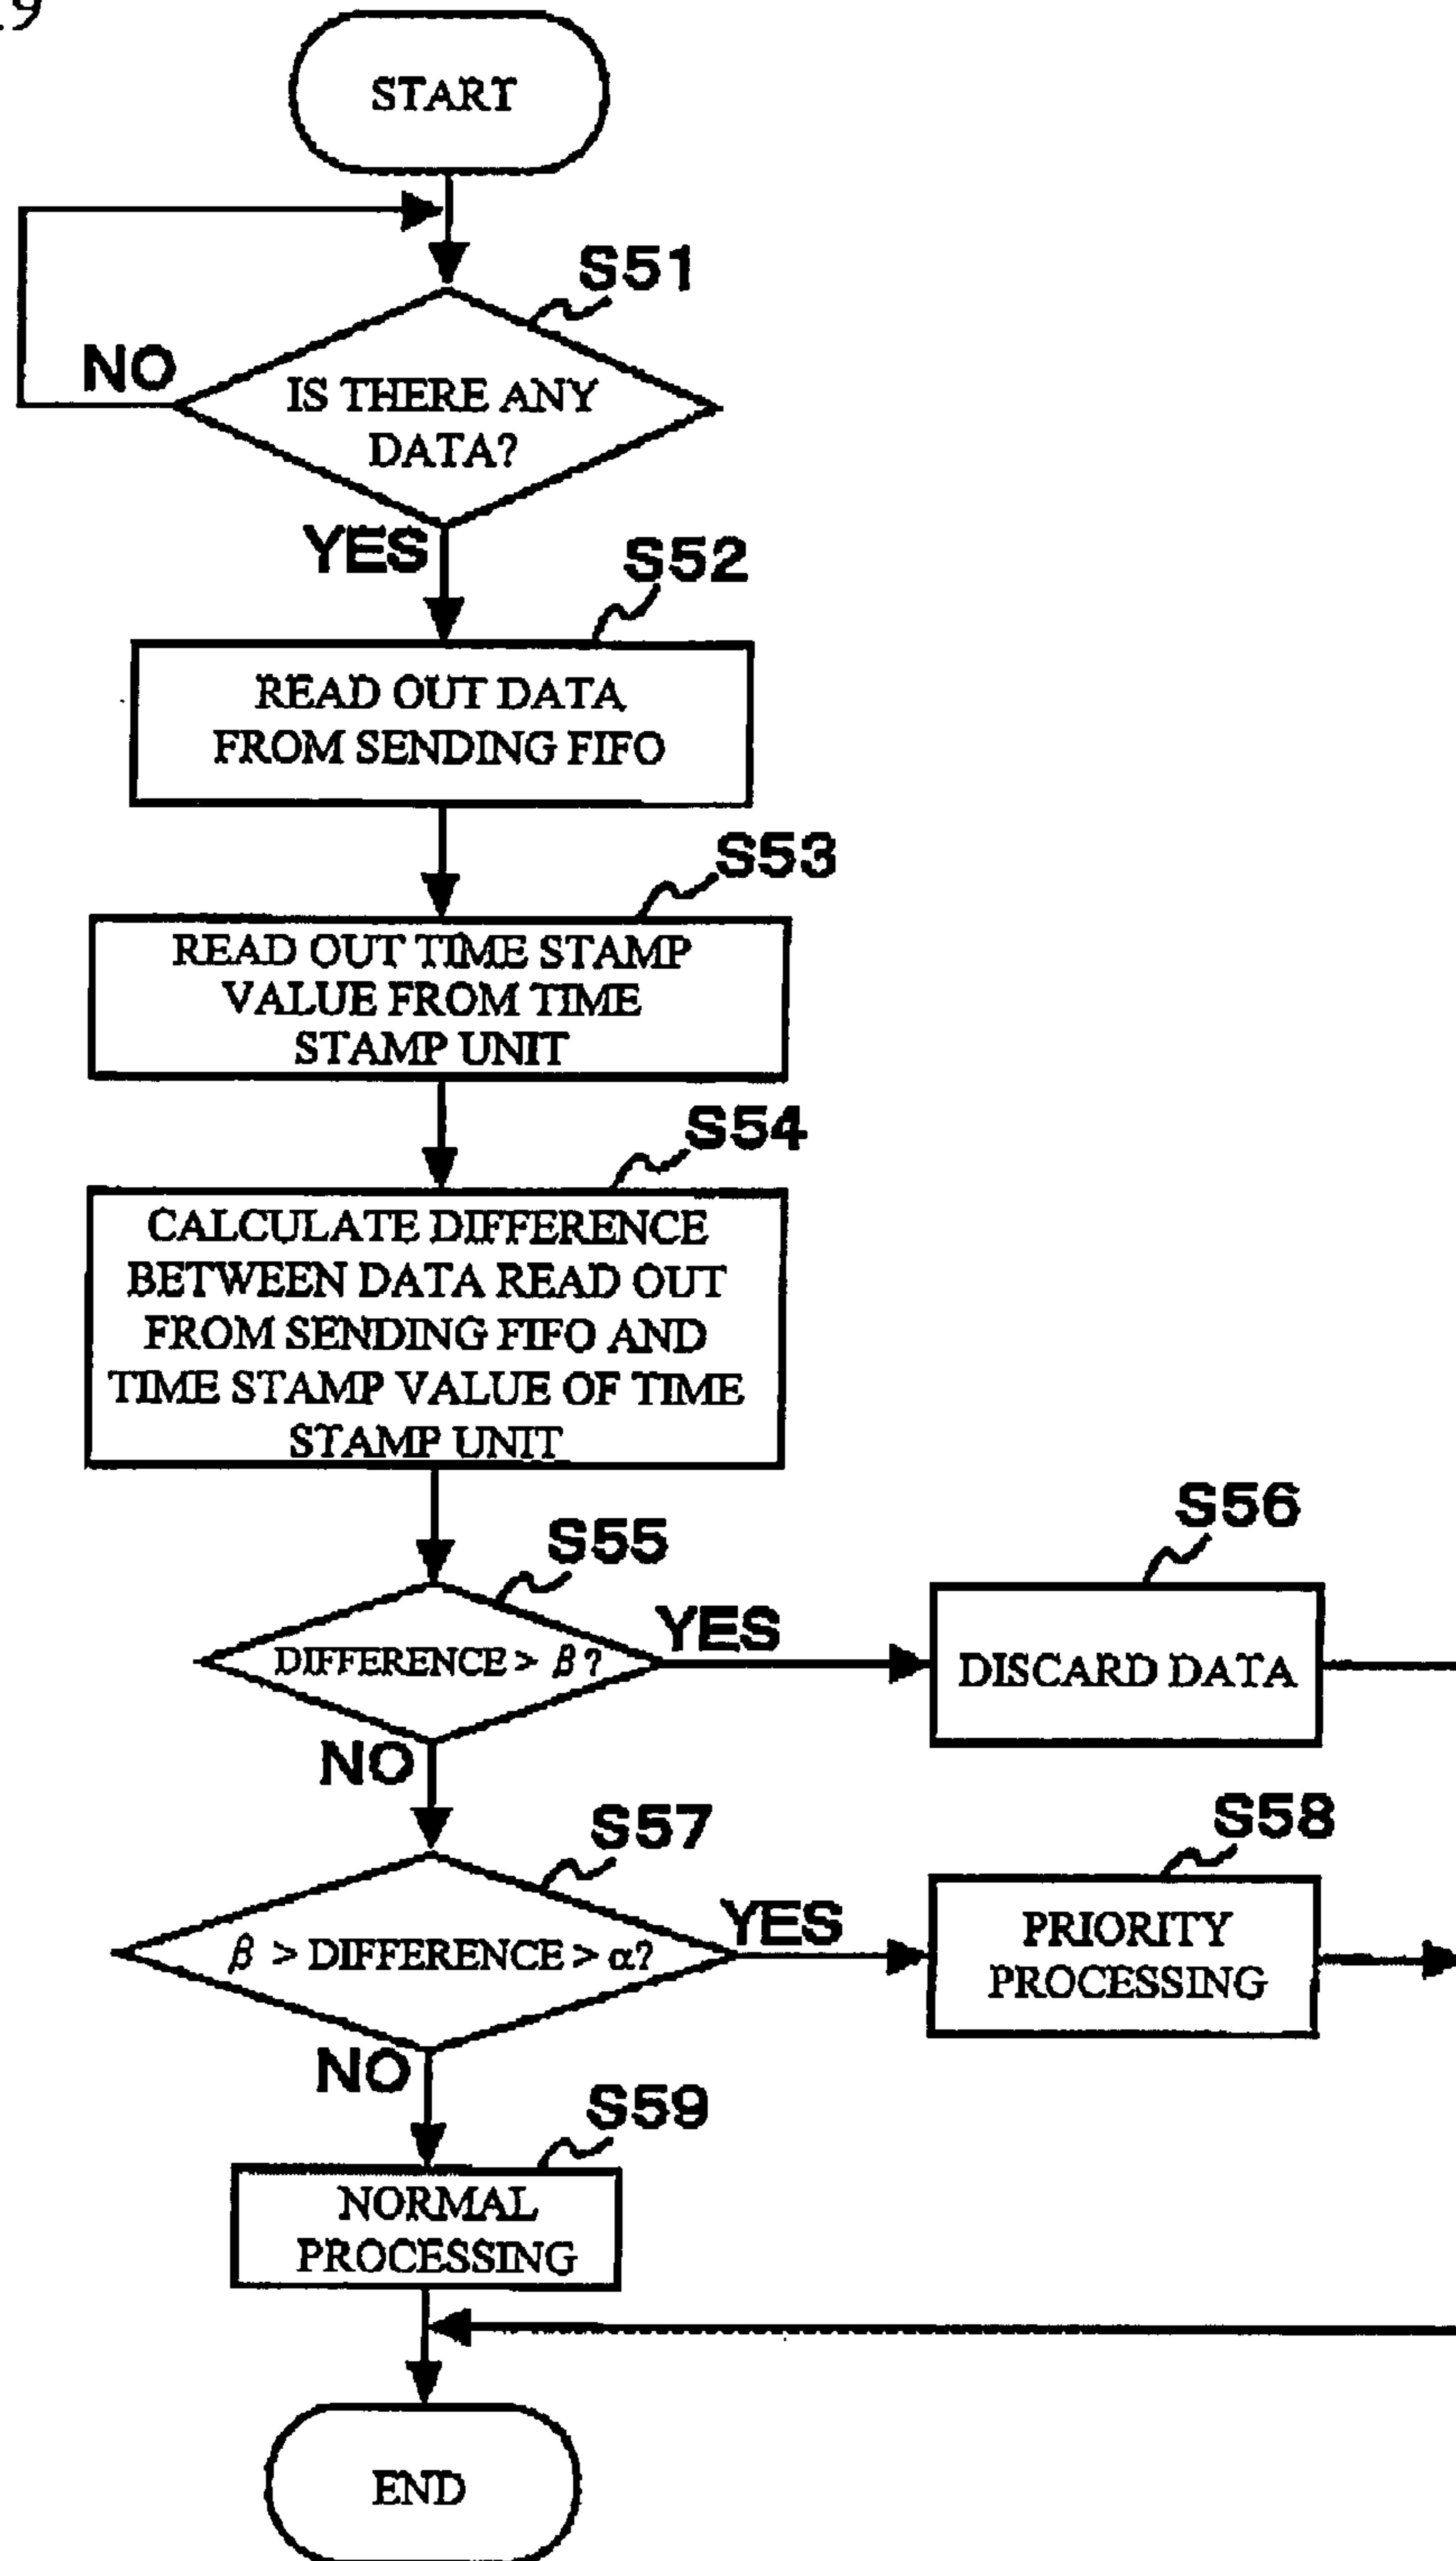 START
S51
NO
IS THERE ANY
DATA?
YES
S52
READ OUT DATA
FROM SENDING FIFO
S53
READ OUT TIME STAMP
VALUE FROM TIME
STAMP UNIT
S54
CALCULATE DIFFERENCE
BETWEEN DATA READ OUT
FROM SENDING FIFO AND
TIME STAMP VALUE OF TIME
STAMP UNIT
S55
S56
DIFFERENCE > β?
YES
DISCARD DATA
NO
S57
S58
β > DIFFERENCE > α?
YES
PRIORITY
PROCESSING
NO
S59
NORMAL
PROCESSING
END